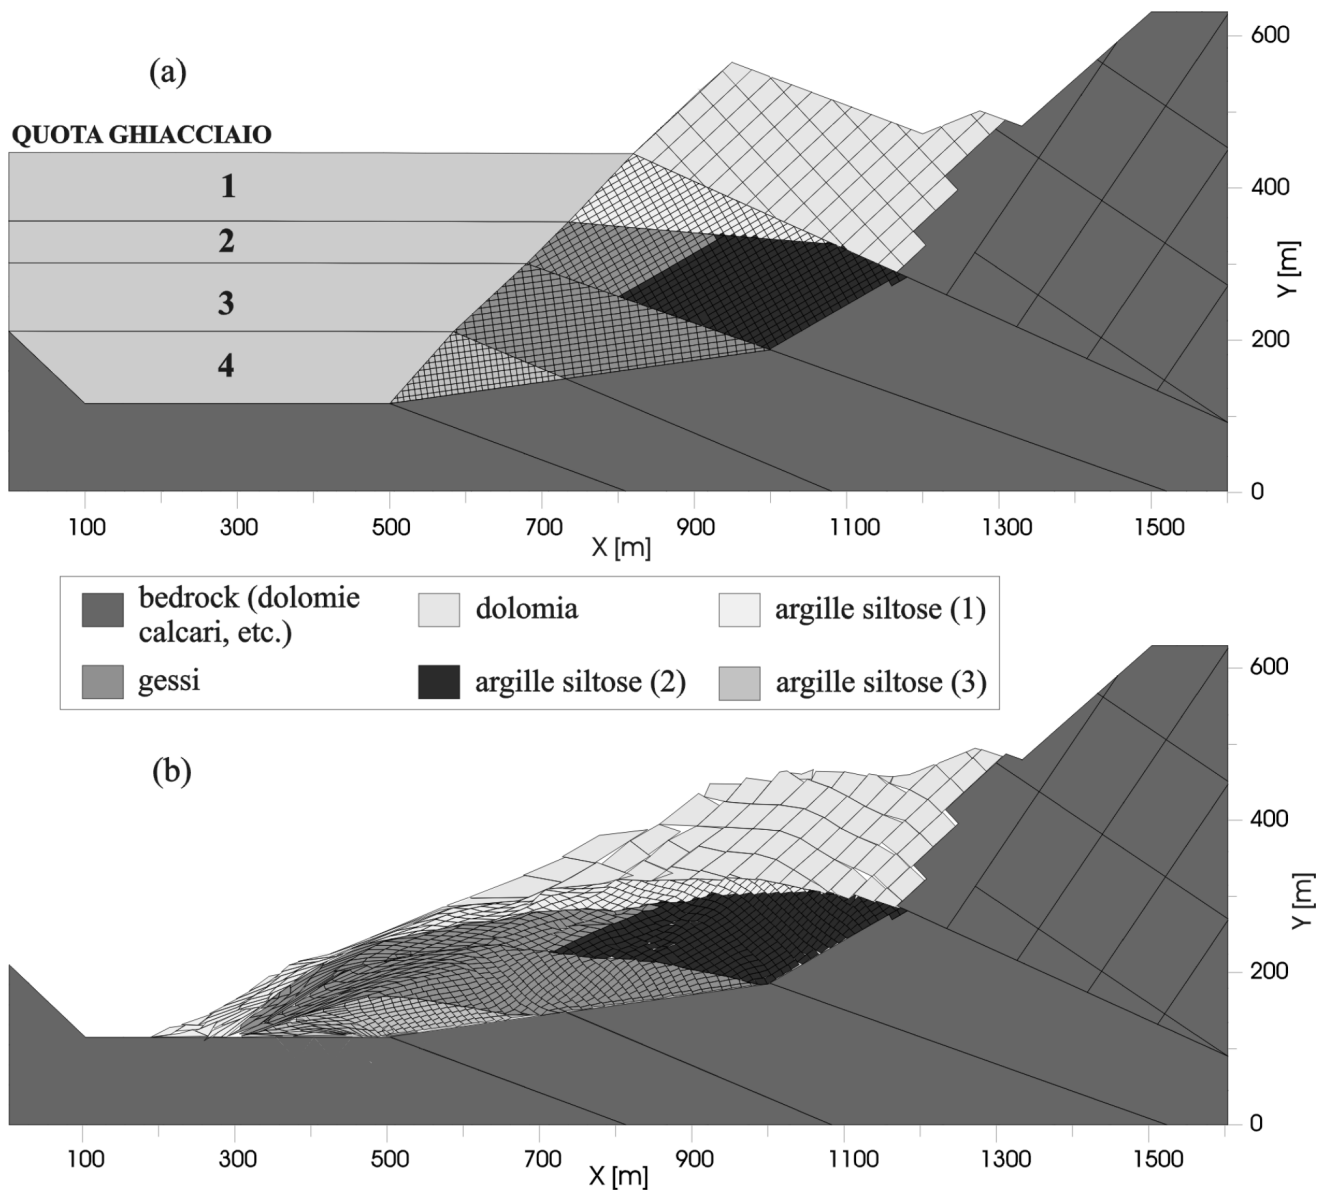 (a)
QUOTA GHIACCIAIO
1
2
3
4
600
400
200
0
Y [m]
100 300 500 700 900 1100 1300 1500
X [m]
bedrock (dolomie
calcari, etc.)
dolomia
argille siltose (1)
gessi
argille siltose (2)
argille siltose (3)
(b)
600
400
200
0
Y [m]
100 300 500 700 900 1100 1300 1500
X [m]